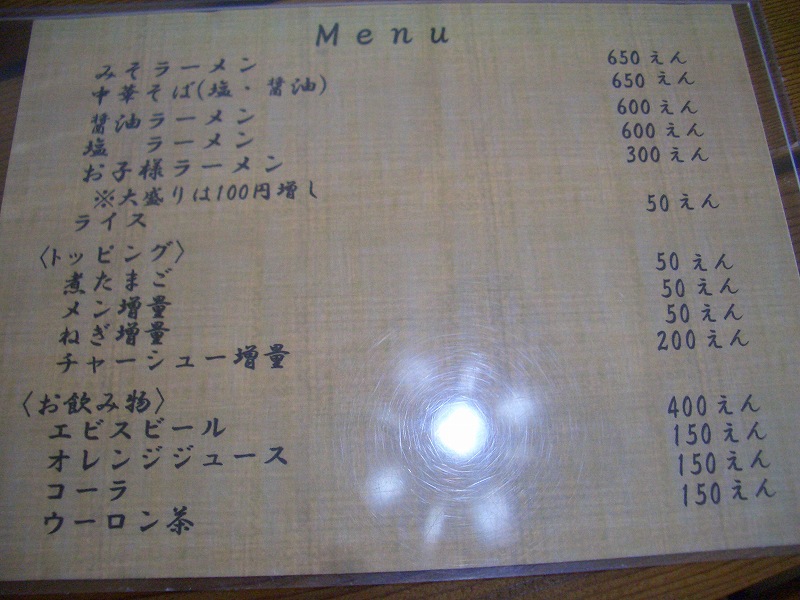 Menu
みそラーメン 650えん
中華そば(塩・醤油) 650えん
醤油ラーメン 600えん
塩 ラーメン 600えん
お子様ラーメン 300えん
※大盛りは100円増し
ライス 50えん
〈トッピング〉
煮たまご 50えん
メン増量 50えん
ねぎ増量 50えん
チャーシュー増量 200えん
〈お飲み物〉
エビスビール 400えん
オレンジジュース 150えん
コーラ 150えん
ウーロン茶 150えん